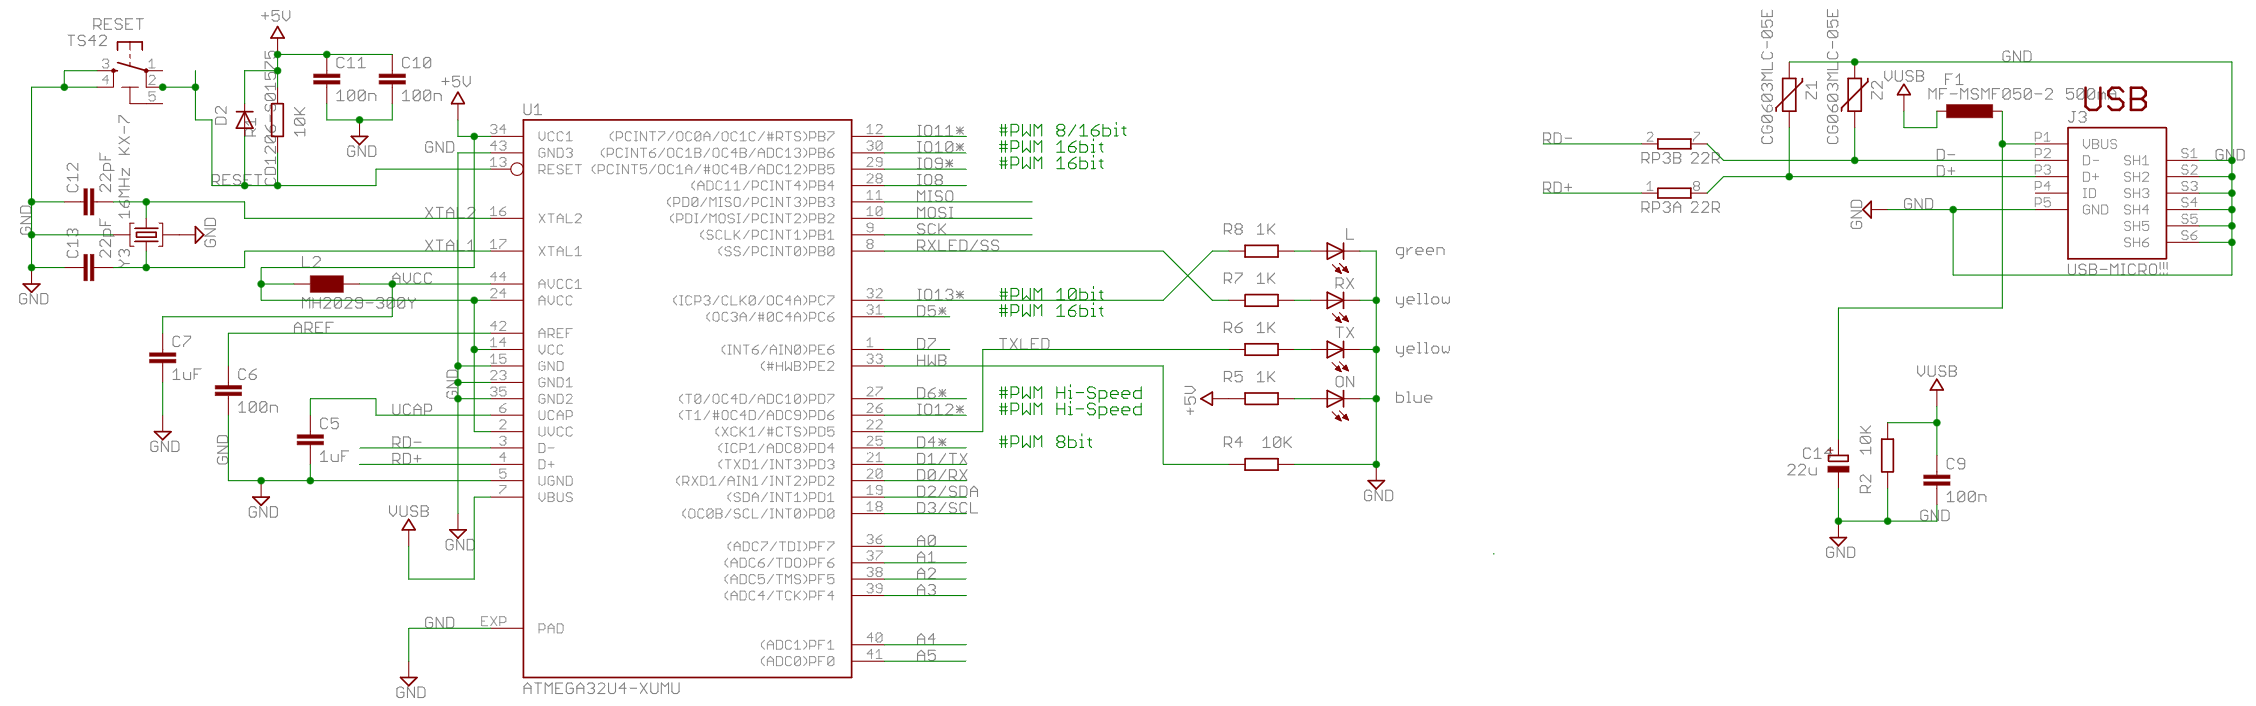 RESET
TS42
3
4
1
2
5
+5V
C11
100n
C10
100n
GND
+5V
D2
CD1206-S01575
R1
10K
RESET
C12
22pF
C13
22pF
16MHz KX-7
Y3
GND
GND
GND
XTAL2
XTAL1
L2
MH2029-300Y
AVCC
AREF
C7
1uF
GND
C6
100n
GND
C5
1uF
UCAP
RD-
RD+
GND
VUSB
GND
GND
GND
GND
GND
U1
34 VCC1
43 GND3
13 RESET
16 XTAL2
17 XTAL1
44 AVCC1
24 AVCC
42 AREF
14 VCC
15 GND
23 GND1
35 GND2
6 UCAP
2 UVCC
3 D-
4 D+
5 UGND
7 VBUS
EXP PAD
(PCINT7/OC0A/OC1C/#RTS)PB7 12 IO11* #PWM 8/16bit
(PCINT6/OC1B/OC4B/ADC13)PB6 30 IO10* #PWM 16bit
(PCINT5/OC1A/#OC4B/ADC12)PB5 29 IO9* #PWM 16bit
(ADC11/PCINT4)PB4 28 IO8
(PD0/MISO/PCINT3)PB3 11 MISO
(PDI/MOSI/PCINT2)PB2 10 MOSI
(SCLK/PCINT1)PB1 9 SCK
(SS/PCINT0)PB0 8 RXLED/SS
(ICP3/CLK0/OC4A)PC7 32 IO13* #PWM 10bit
(OC3A/#0C4A)PC6 31 D5* #PWM 16bit
(INT6/AIN0)PE6 1 D7 TXLED
(#HWB)PE2 33 HWB
(T0/OC4D/ADC10)PD7 27 D6* #PWM Hi-Speed
(T1/#OC4D/ADC9)PD6 26 IO12* #PWM Hi-Speed
(XCK1/#CTS)PD5 22
(ICP1/ADC8)PD4 25 D4* #PWM 8bit
(TXD1/INT3)PD3 21 D1/TX
(RXD1/AIN1/INT2)PD2 20 D0/RX
(SDA/INT1)PD1 19 D2/SDA
(OC0B/SCL/INT0)PD0 18 D3/SCL
(ADC7/TDI)PF7 36 A0
(ADC6/TDO)PF6 37 A1
(ADC5/TMS)PF5 38 A2
(ADC4/TCK)PF4 39 A3
(ADC1)PF1 40 A4
(ADC0)PF0 41 A5
ATMEGA32U4-XUMU
R8 1K L green
R7 1K RX yellow
R6 1K TX yellow
+5V R5 1K ON blue
R4 10K
GND
RD-
2 7
RP3B 22R
RD+
1 8
RP3A 22R
CG0603MLC-05E
Z1
CG0603MLC-05E
Z2
VUSB
F1
MF-MSMF050-2 500mA
GND
USB
J3
D-
D+
GND
GND
P1 VBUS
P2 D- SH1 S1 GND
P3 D+ SH2 S2
P4 ID SH3 S3
P5 GND SH4 S4
SH5 S5
SH6 S6
USB-MICRO!!!
C14
22u
GND
R2
10K
VUSB
C9
100n
GND